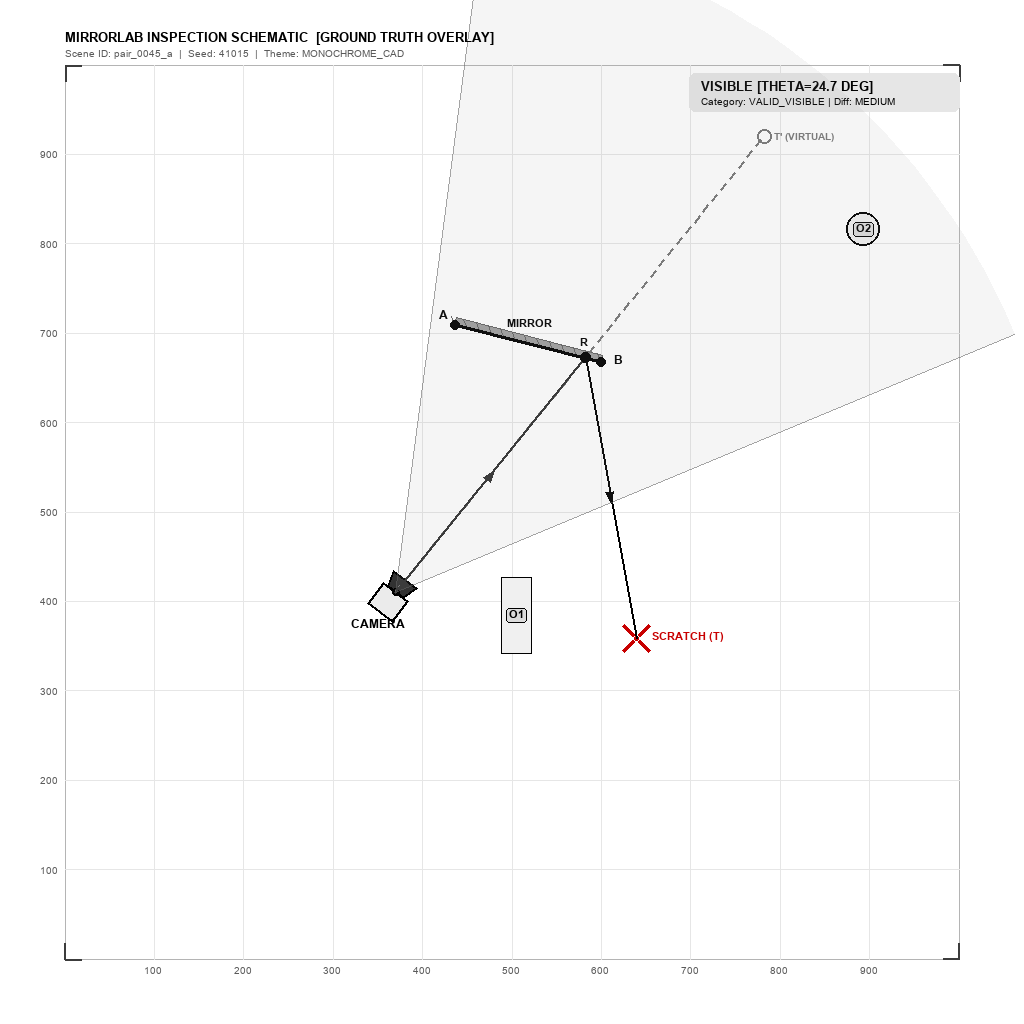 MIRRORLAB INSPECTION SCHEMATIC [GROUND TRUTH OVERLAY]
Scene ID: pair_0045_a | Seed: 41015 | Theme: MONOCHROME_CAD
VISIBLE [THETA=24.7 DEG]
Category: VALID_VISIBLE | Diff: MEDIUM
T' (VIRTUAL)
900
O2
800
A
MIRROR
700
R
B
600
500
400
O1
CAMERA
SCRATCH (T)
300
200
100
100 200 300 400 500 600 700 800 900